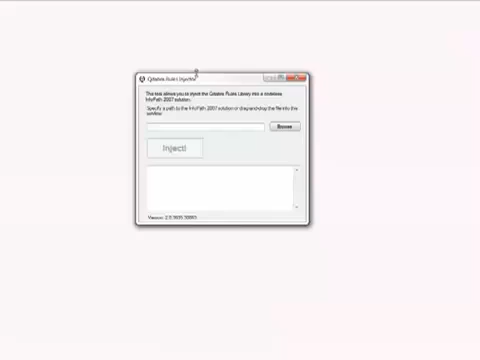 Qdabra Rules Injector
This tool allows you to inject the Qdabra Rules Library into a codeless
InfoPath 2007 solution.
Specify a path to the InfoPath 2007 solution or drag-and-drop the file into this
window:
Browse
Inject!
Version: